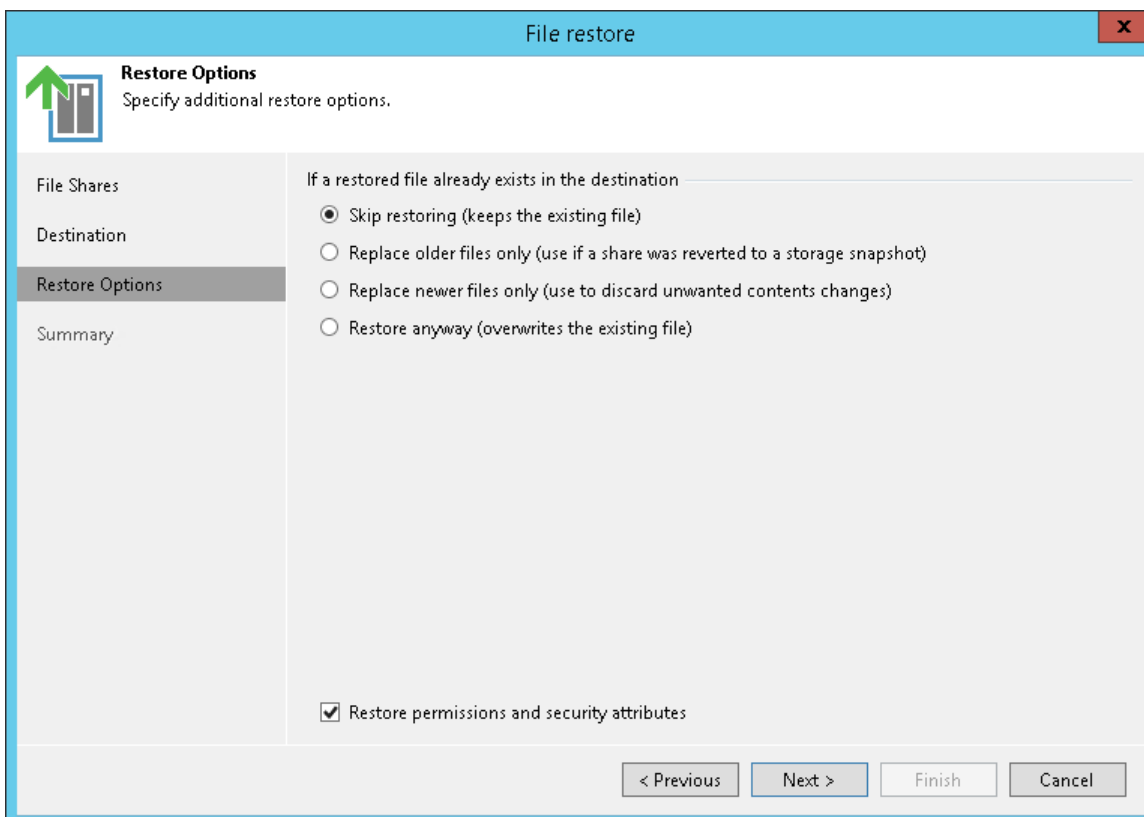 File restore
x
Restore Options
Specify additional restore options.
File Shares
Destination
Restore Options
Summary
If a restored file already exists in the destination
Skip restoring (keeps the existing file)
Replace older files only (use if a share was reverted to a storage snapshot)
Replace newer files only (use to discard unwanted contents changes)
Restore anyway (overwrites the existing file)
Restore permissions and security attributes
< Previous
Next >
Finish
Cancel